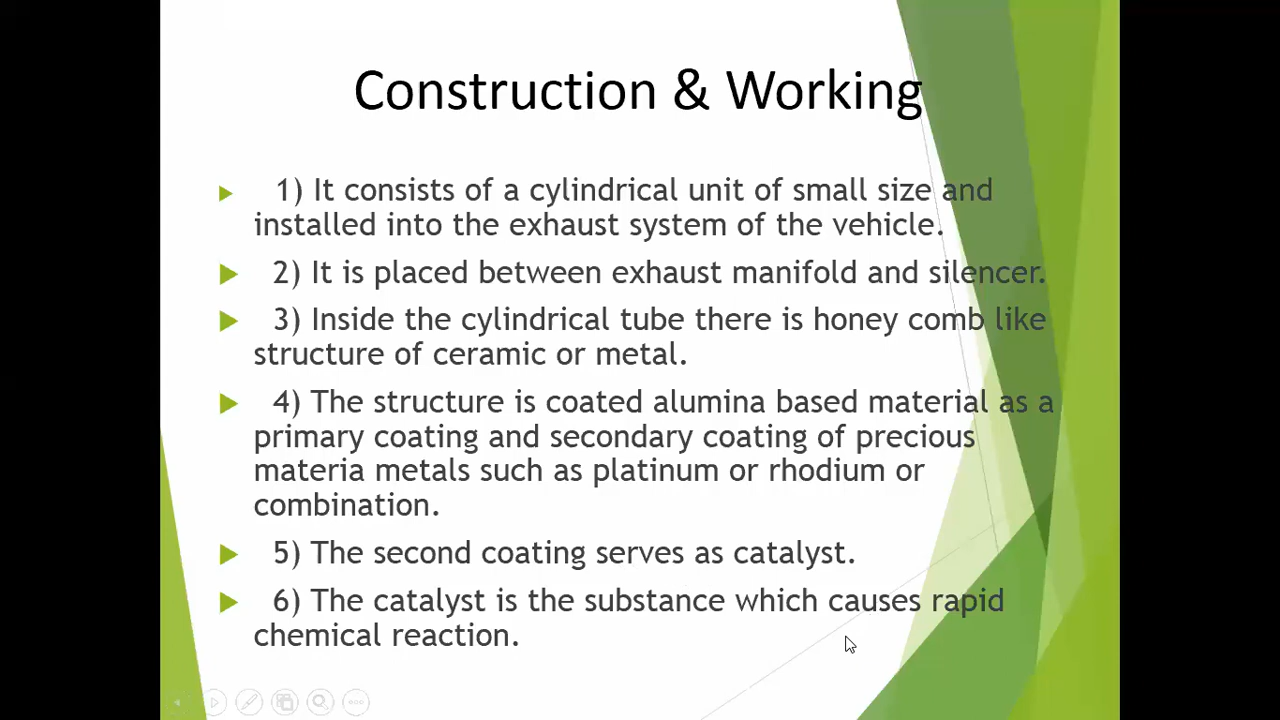 Construction & Working
1) It consists of a cylindrical unit of small size and
installed into the exhaust system of the vehicle.
2) It is placed between exhaust manifold and silencer.
3) Inside the cylindrical tube there is honey comb like
structure of ceramic or metal.
4) The structure is coated alumina based material as a
primary coating and secondary coating of precious
materia metals such as platinum or rhodium or
combination.
5) The second coating serves as catalyst.
6) The catalyst is the substance which causes rapid
chemical reaction.